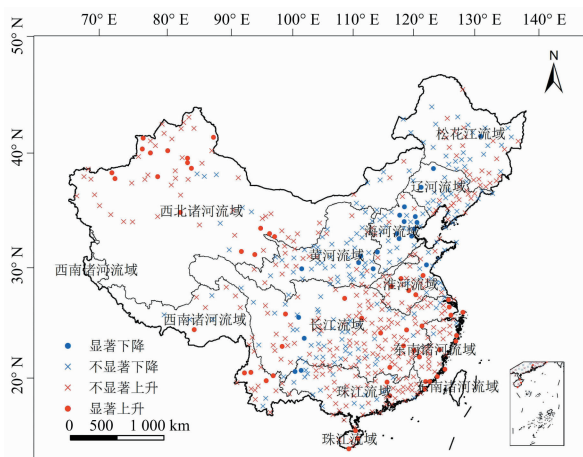 70° E 80° E 90° E 100° E 110° E 120° E 130° E 140° E
50° N
N
松花江流域
40° N
辽河流域
西北诸河流域
海河流域
黄河流域
30° N
西南诸河流域
淮河流域
西南诸河流域
长江流域
显著下降
不显著下降
东南诸河流域
不显著上升
20° N
珠江流域
东南诸河流域
显著上升
0 500 1 000 km
珠江流域